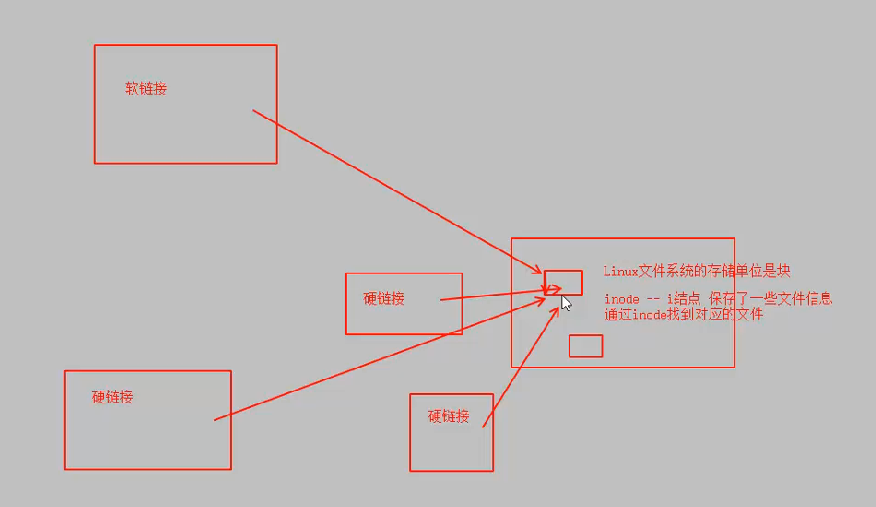 软链接
Linux文件系统的存储单位是块
硬链接
inode -- i结点 保存了一些文件信息
通过inode找到对应的文件
硬链接
硬链接